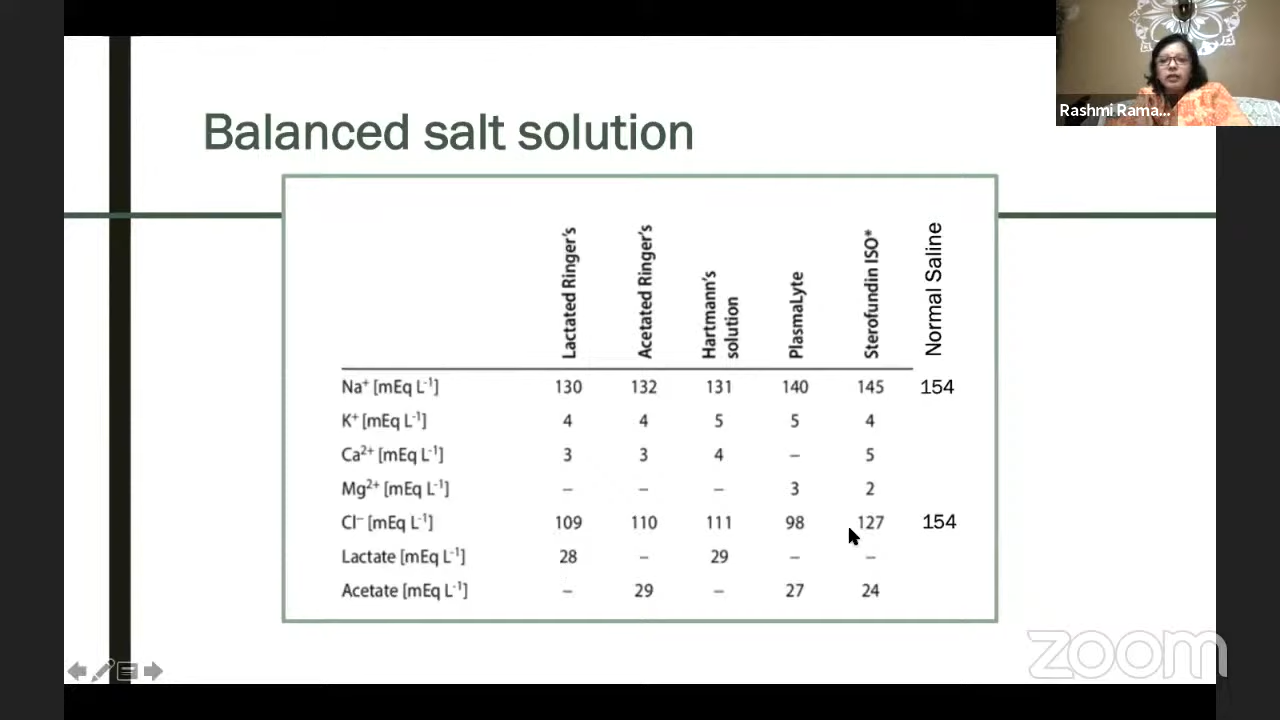 Rashmi Rama...
Balanced salt solution
Lactated Ringer's Acetated Ringer's Hartmann's solution PlasmaLyte Sterofundin ISO* Normal Saline
Na⁺ [mEq L⁻¹] 130 132 131 140 145 154
K⁺ [mEq L⁻¹] 4 4 5 5 4
Ca²⁺ [mEq L⁻¹] 3 3 4 – 5
Mg²⁺ [mEq L⁻¹] – – – 3 2
Cl⁻ [mEq L⁻¹] 109 110 111 98 127 154
Lactate [mEq L⁻¹] 28 – 29 – –
Acetate [mEq L⁻¹] – 29 – 27 24
zoom